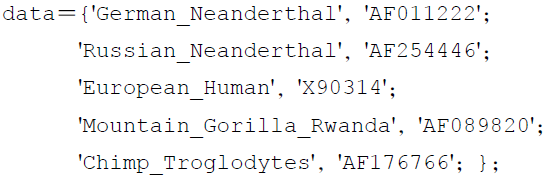 data={'German_Neanderthal', 'AF011222';
'Russian_Neanderthal', 'AF254446';
'European_Human', 'X90314';
'Mountain_Gorilla_Rwanda', 'AF089820';
'Chimp_Troglodytes', 'AF176766'; };